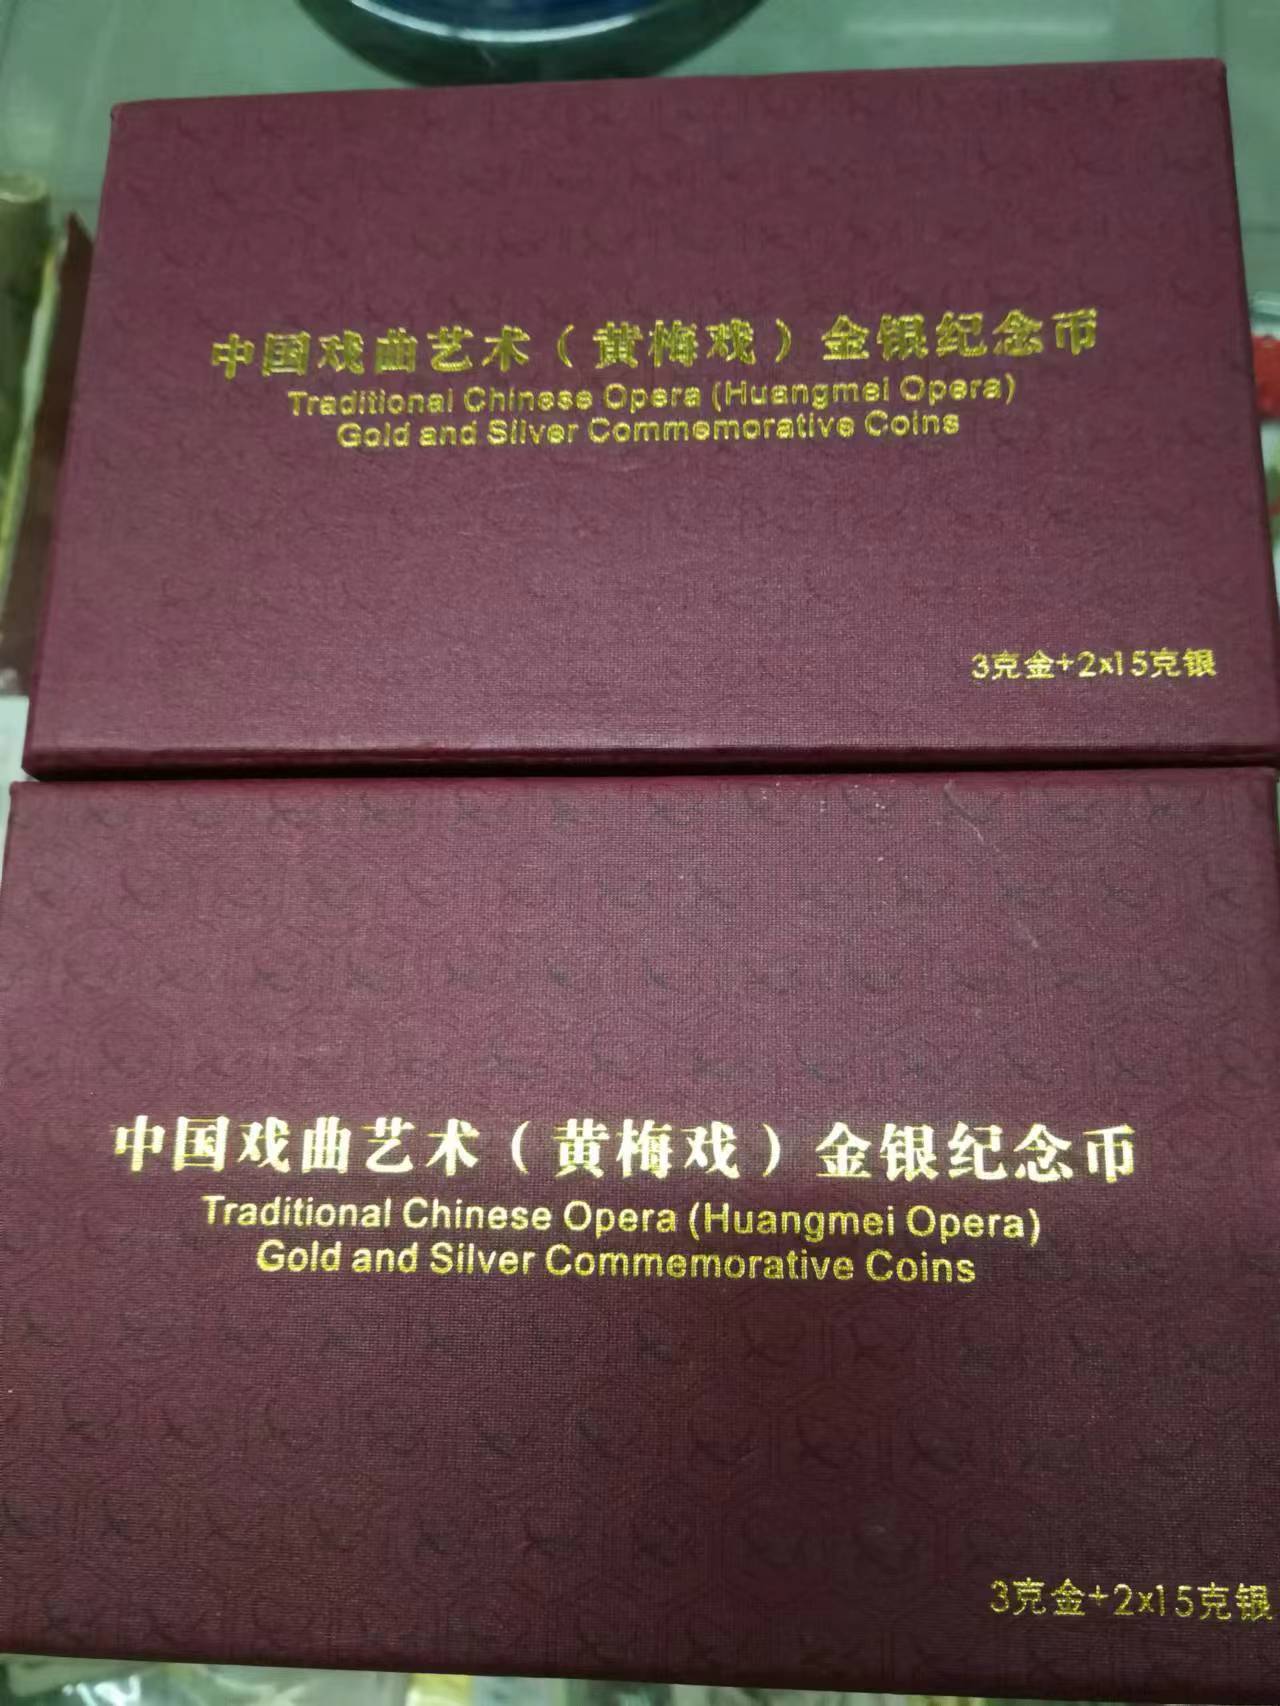 中国戏曲艺术（黄梅戏）金银纪念币
Traditional Chinese Opera (Huangmei Opera)
Gold and Silver Commemorative Coins
3克金+2x15克银
中国戏曲艺术（黄梅戏）金银纪念币
Traditional Chinese Opera (Huangmei Opera)
Gold and Silver Commemorative Coins
3克金+2x15克银